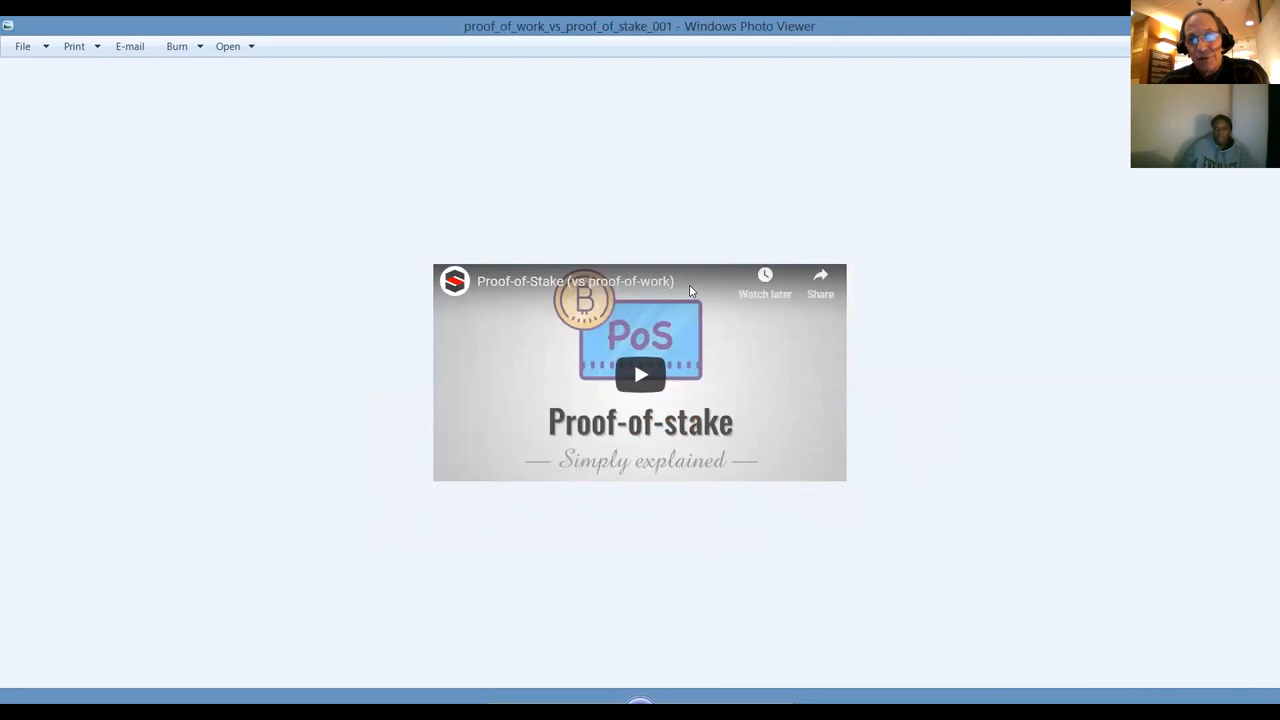 proof_of_work_vs_proof_of_stake_001 - Windows Photo Viewer
File Print E-mail Burn Open
Proof-of-Stake (vs proof-of-work)
Watch later Share
B
PoS
Proof-of-stake
Simply explained